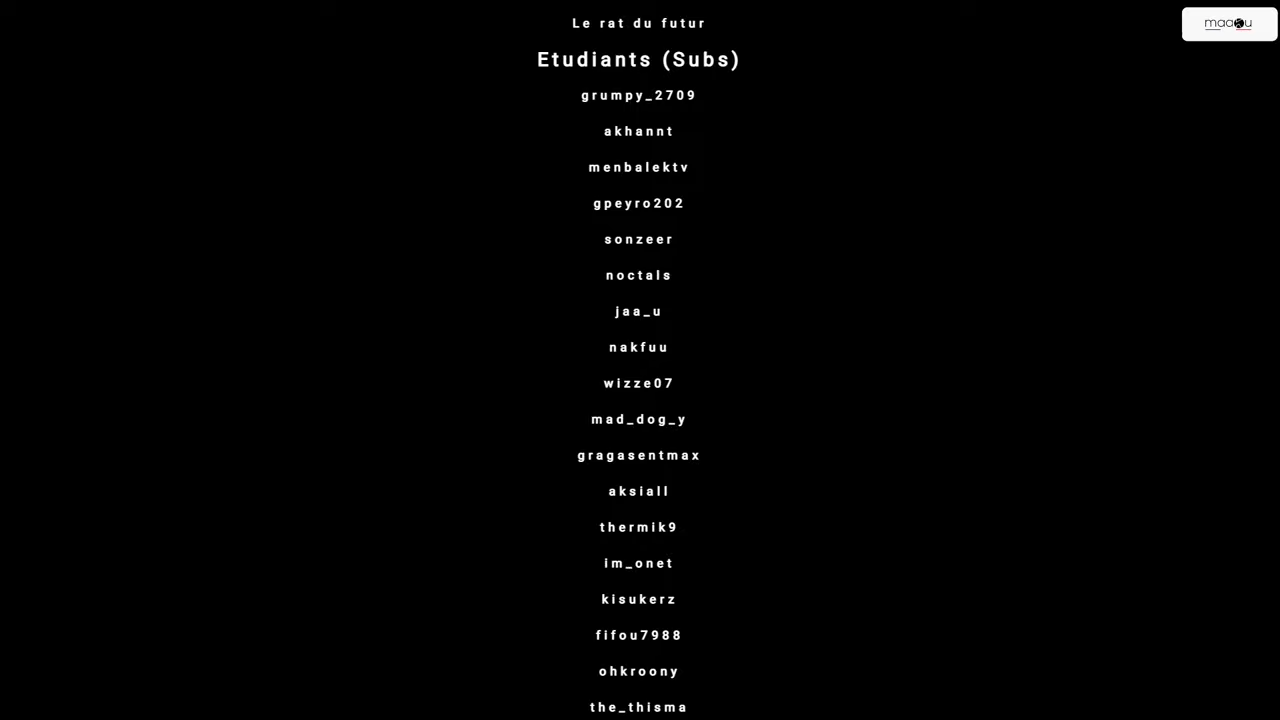 Le rat du futur
Etudiants (Subs)
grumpy_2709
akhannt
menbalektv
gpeyro202
sonzeer
noctals
jaa_u
nakfuu
wizze07
mad_dog_y
gragasentmax
aksiall
thermik9
im_onet
kisukerz
fifou7988
ohkroony
the_thisma